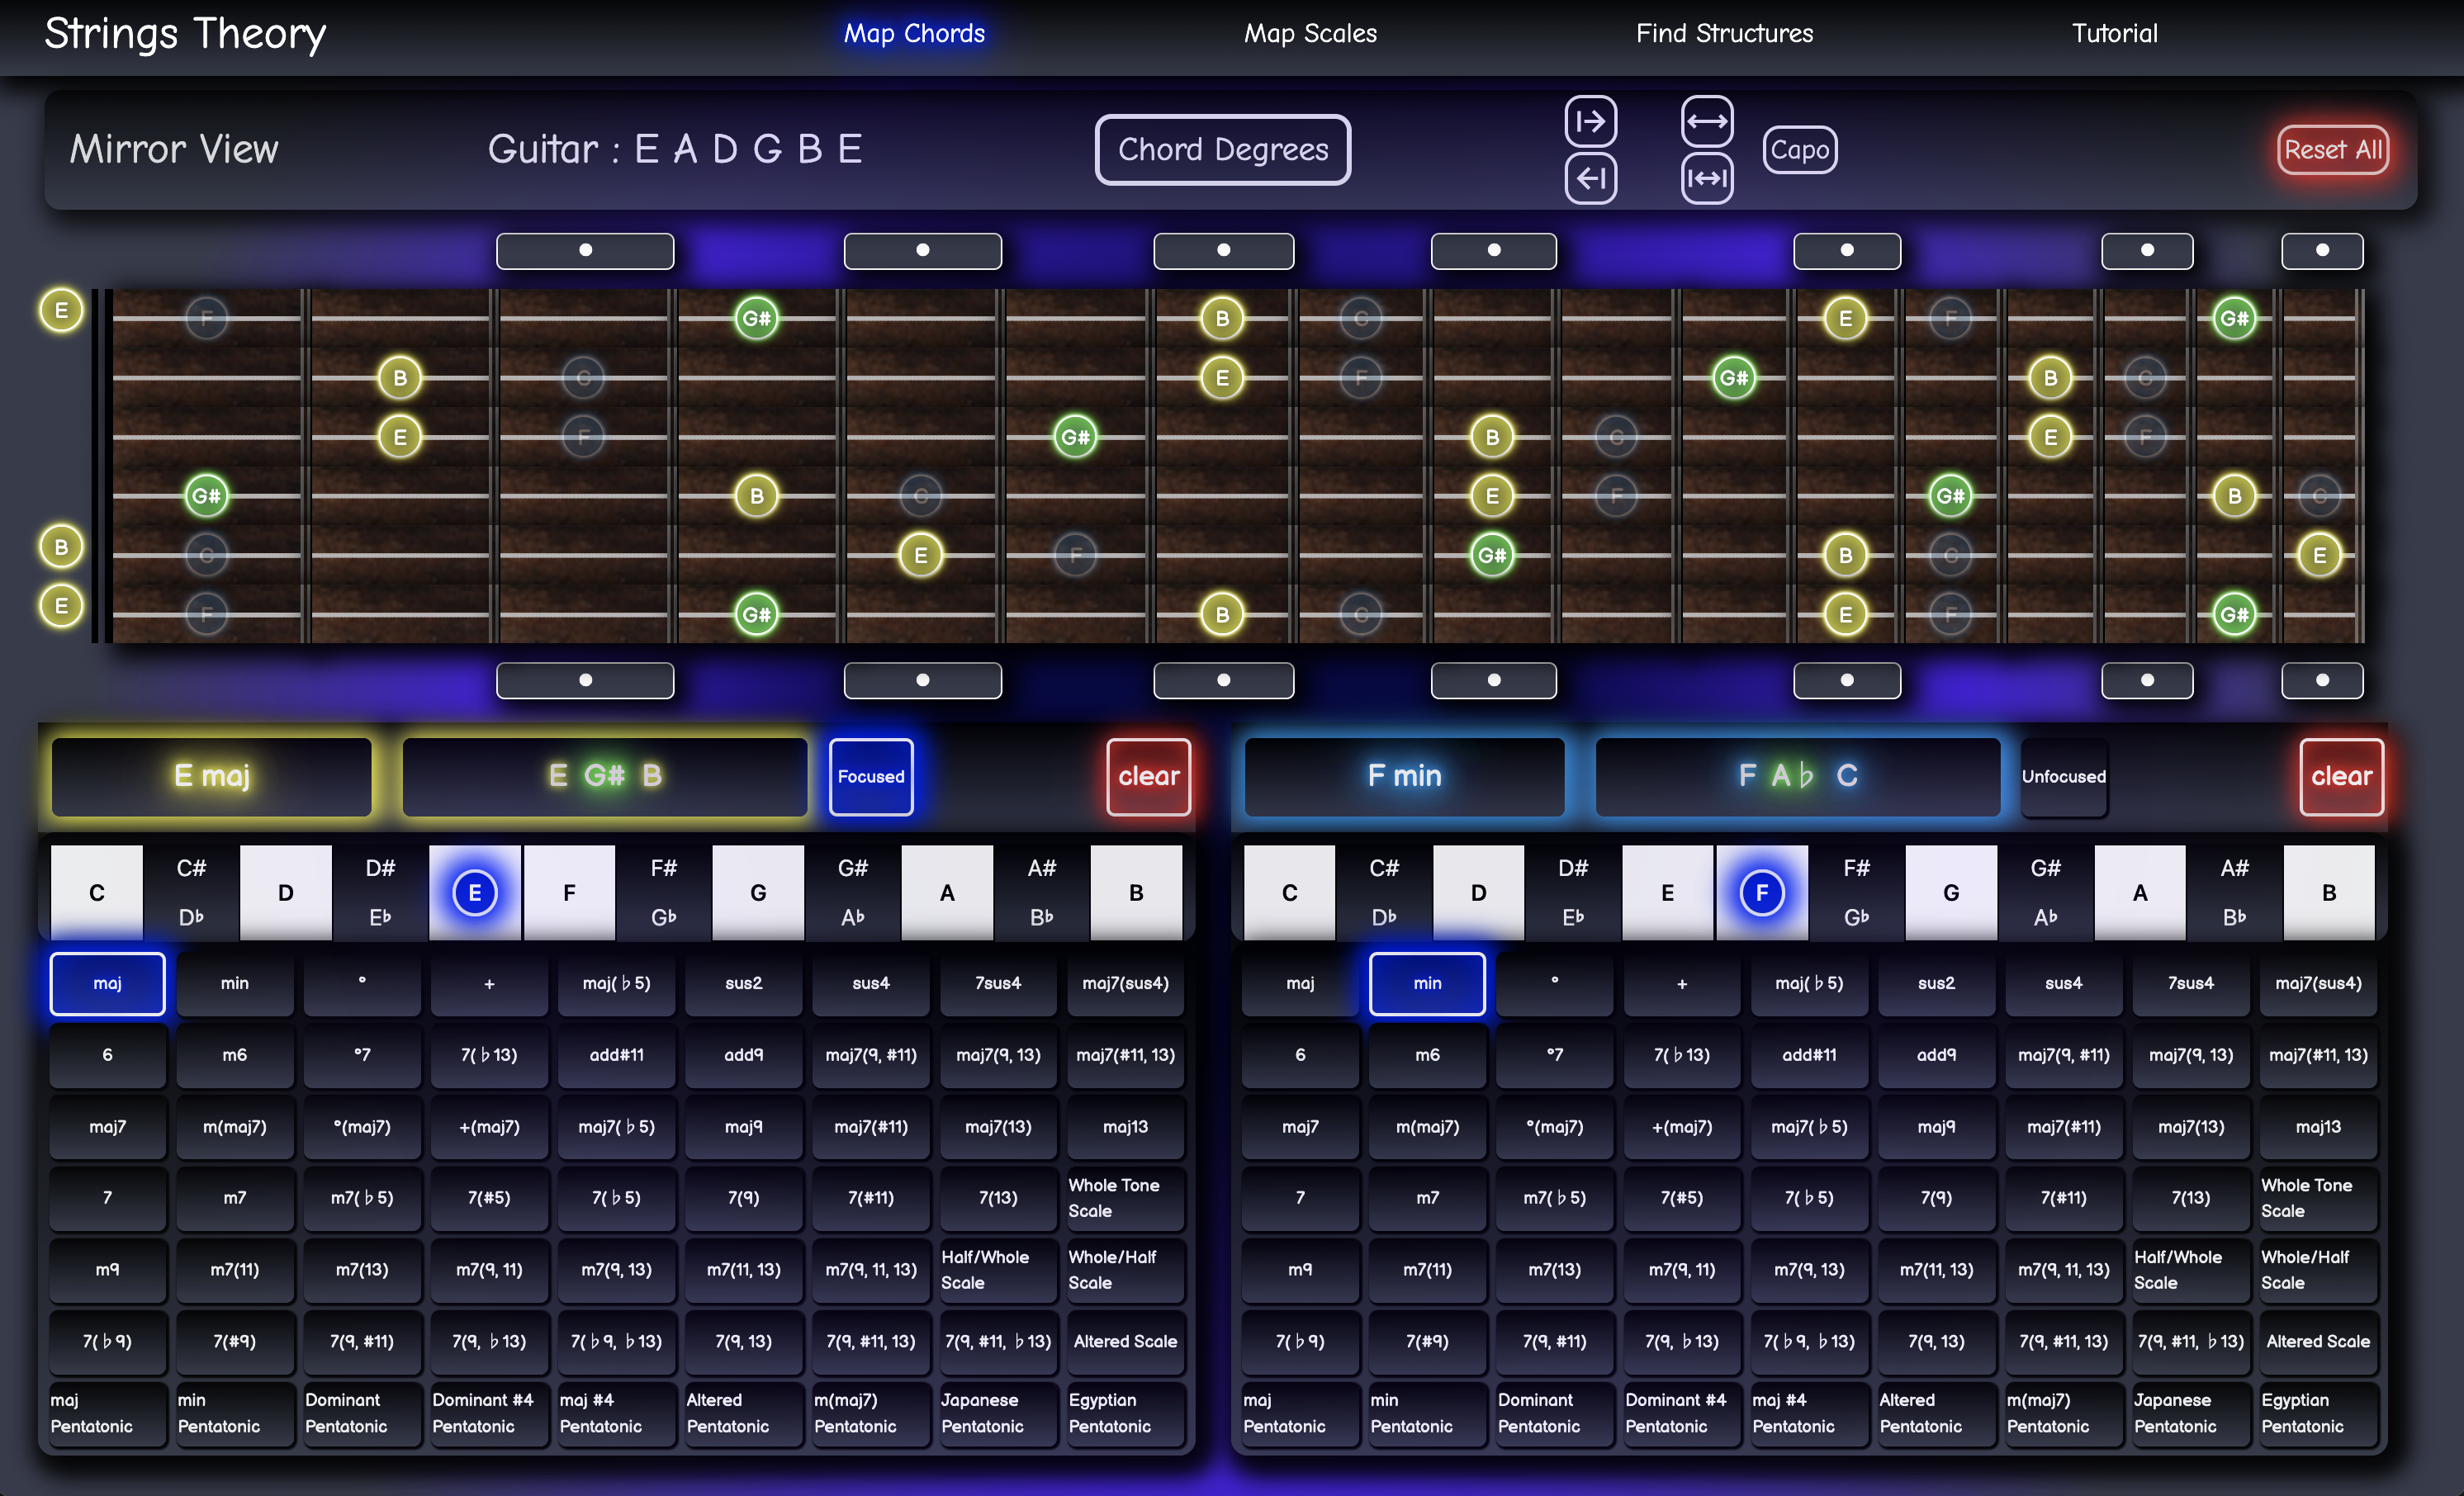 Strings Theory Map Chords Map Scales Find Structures Tutorial
Mirror View Guitar : E A D G B E Chord Degrees Capo Reset All
E F G# B C E F G#
B C E F G# B C
E F G# B C E F
G# B C E F G# B C
B C E F G# B C E
E F G# B C E F G#
E maj E G# B Focused clear
C C# D♭ D D# E♭ E F F# G♭ G G# A♭ A A# B♭ B
maj min ° + maj(♭5) sus2 sus4 7sus4 maj7(sus4)
6 m6 °7 7(♭13) add#11 add9 maj7(9, #11) maj7(9, 13) maj7(#11, 13)
maj7 m(maj7) °(maj7) +(maj7) maj7(♭5) maj9 maj7(#11) maj7(13) maj13
7 m7 m7(♭5) 7(#5) 7(♭5) 7(9) 7(#11) 7(13) Whole Tone Scale
m9 m7(11) m7(13) m7(9, 11) m7(9, 13) m7(11, 13) m7(9, 11, 13) Half/Whole Scale Whole/Half Scale
7(♭9) 7(#9) 7(9, #11) 7(9, ♭13) 7(♭9, ♭13) 7(9, 13) 7(9, #11, 13) 7(9, #11, ♭13) Altered Scale
maj Pentatonic min Pentatonic Dominant Pentatonic Dominant #4 Pentatonic maj #4 Pentatonic Altered Pentatonic m(maj7) Pentatonic Japanese Pentatonic Egyptian Pentatonic
F min F A♭ C Unfocused clear
C C# D♭ D D# E♭ E F F# G♭ G G# A♭ A A# B♭ B
maj min ° + maj(♭5) sus2 sus4 7sus4 maj7(sus4)
6 m6 °7 7(♭13) add#11 add9 maj7(9, #11) maj7(9, 13) maj7(#11, 13)
maj7 m(maj7) °(maj7) +(maj7) maj7(♭5) maj9 maj7(#11) maj7(13) maj13
7 m7 m7(♭5) 7(#5) 7(♭5) 7(9) 7(#11) 7(13) Whole Tone Scale
m9 m7(11) m7(13) m7(9, 11) m7(9, 13) m7(11, 13) m7(9, 11, 13) Half/Whole Scale Whole/Half Scale
7(♭9) 7(#9) 7(9, #11) 7(9, ♭13) 7(♭9, ♭13) 7(9, 13) 7(9, #11, 13) 7(9, #11, ♭13) Altered Scale
maj Pentatonic min Pentatonic Dominant Pentatonic Dominant #4 Pentatonic maj #4 Pentatonic Altered Pentatonic m(maj7) Pentatonic Japanese Pentatonic Egyptian Pentatonic